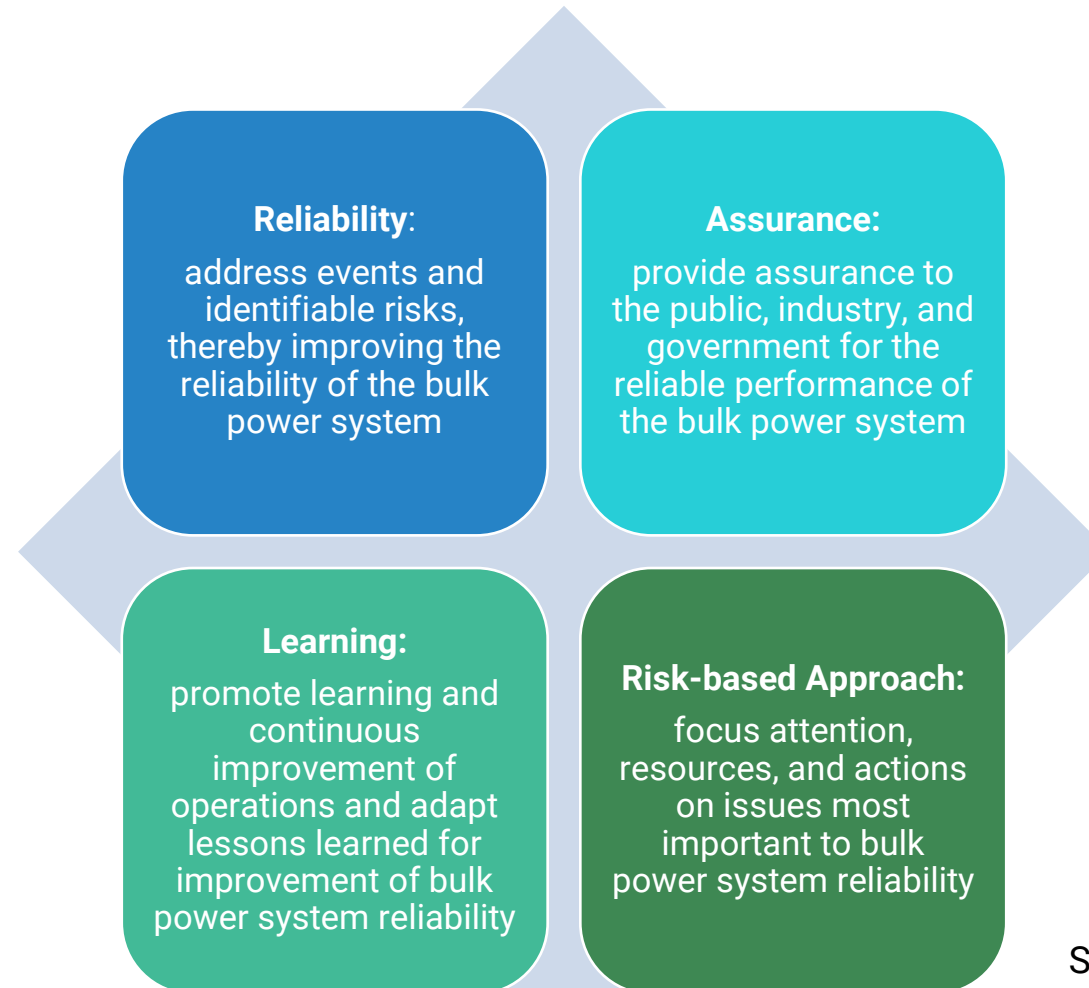 Reliability:
address events and
identifiable risks,
thereby improving the
reliability of the bulk
power system
Assurance:
provide assurance to
the public, industry, and
government for the
reliable performance of
the bulk power system
Learning:
promote learning and
continuous
improvement of
operations and adapt
lessons learned for
improvement of bulk
power system reliability
Risk-based Approach:
focus attention,
resources, and actions
on issues most
important to bulk
power system reliability
S